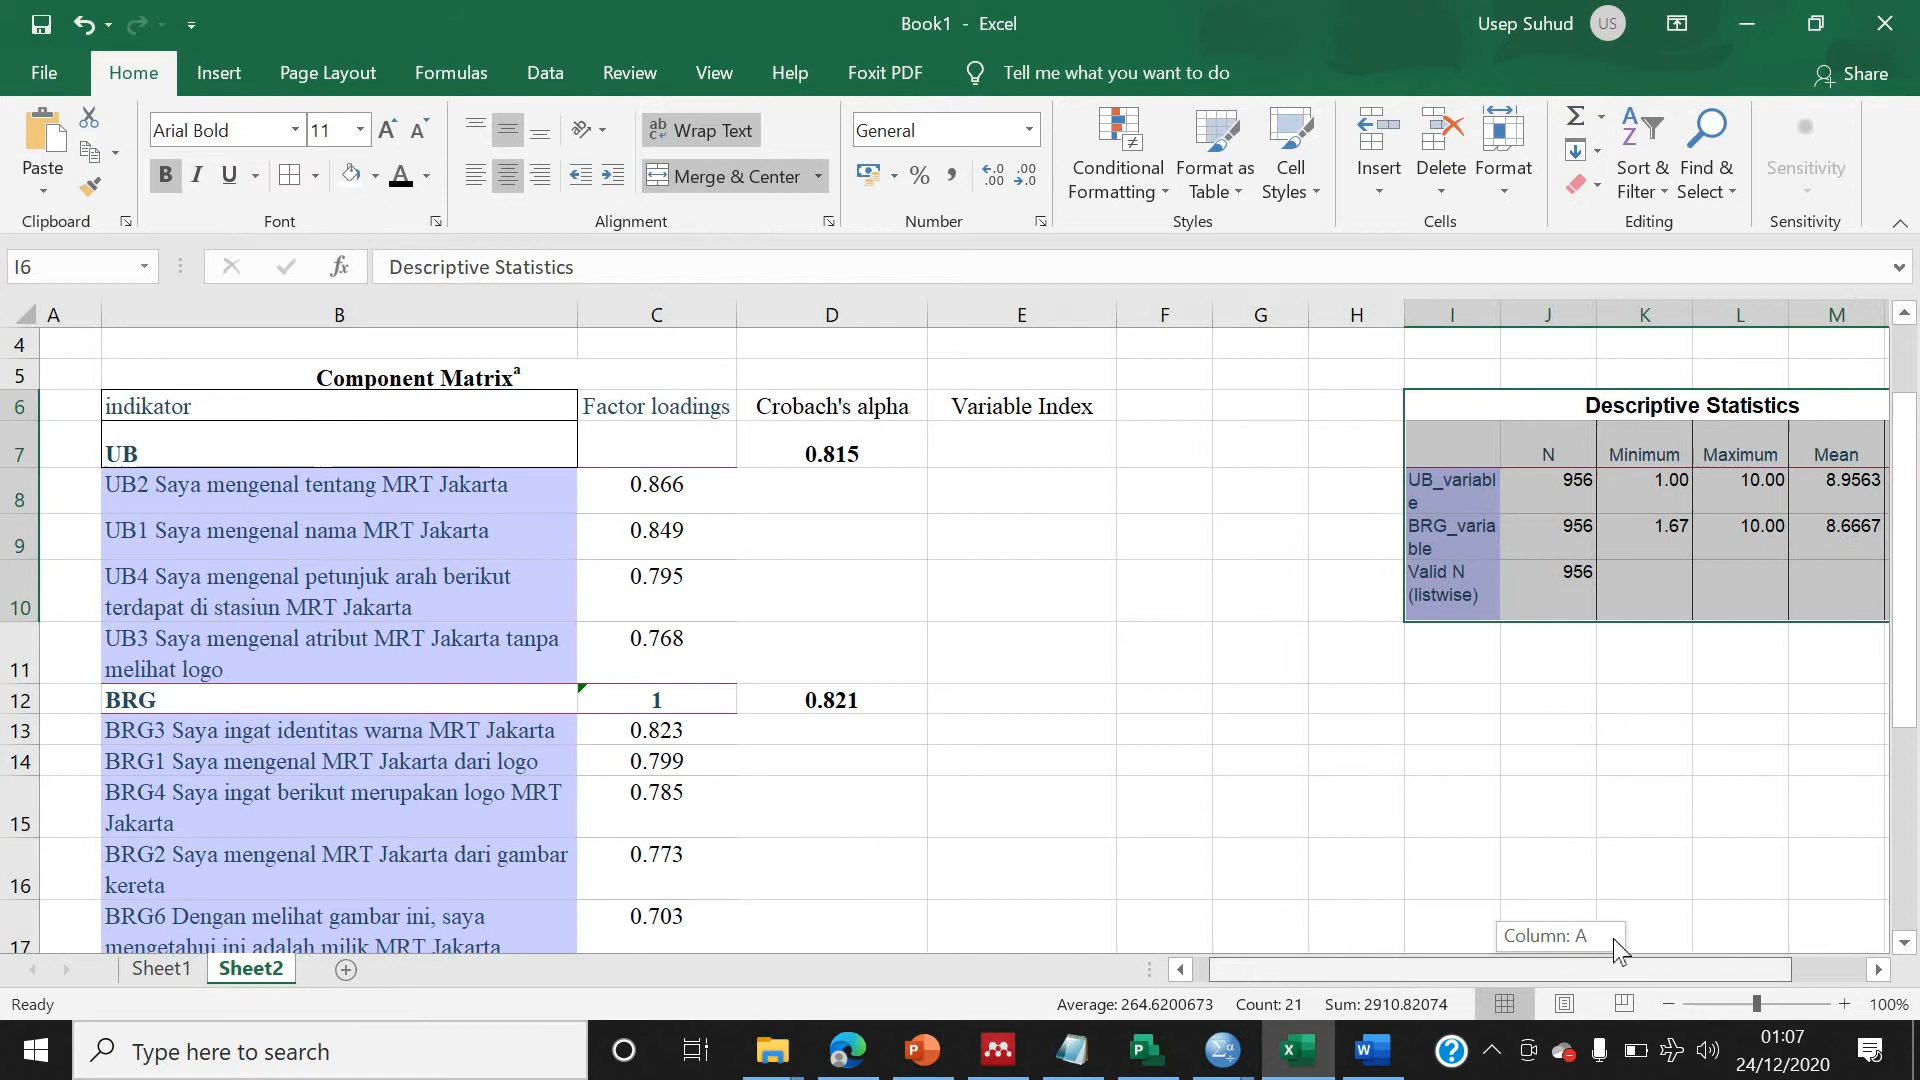 Book1 - Excel
Usep Suhud US
File Home Insert Page Layout Formulas Data Review View Help Foxit PDF Tell me what you want to do Share
Paste
Clipboard
Arial Bold 11
B I U
Font
Wrap Text
Merge & Center
Alignment
General
% , .00
Number
Conditional Formatting
Format as Table
Cell Styles
Styles
Insert Delete Format
Cells
Sort & Filter
Find & Select
Editing
Sensitivity
Sensitivity
I6 fx Descriptive Statistics
A B C D E F G H I J K L M
4
5 Component Matrixᵃ
6 indikator Factor loadings Crobach's alpha Variable Index
7 UB 0.815
8 UB2 Saya mengenal tentang MRT Jakarta 0.866
9 UB1 Saya mengenal nama MRT Jakarta 0.849
UB4 Saya mengenal petunjuk arah berikut 0.795
10 terdapat di stasiun MRT Jakarta
UB3 Saya mengenal atribut MRT Jakarta tanpa 0.768
11 melihat logo
12 BRG 1 0.821
13 BRG3 Saya ingat identitas warna MRT Jakarta 0.823
14 BRG1 Saya mengenal MRT Jakarta dari logo 0.799
BRG4 Saya ingat berikut merupakan logo MRT 0.785
15 Jakarta
BRG2 Saya mengenal MRT Jakarta dari gambar 0.773
16 kereta
BRG6 Dengan melihat gambar ini, saya 0.703
17 mengetahui ini adalah milik MRT Jakarta
Descriptive Statistics
N Minimum Maximum Mean
UB_variabl 956 1.00 10.00 8.9563
e
BRG_varia 956 1.67 10.00 8.6667
ble
Valid N 956
(listwise)
Column: A
Sheet1 Sheet2
Ready Average: 264.6200673 Count: 21 Sum: 2910.82074 100%
Type here to search
01:07
24/12/2020